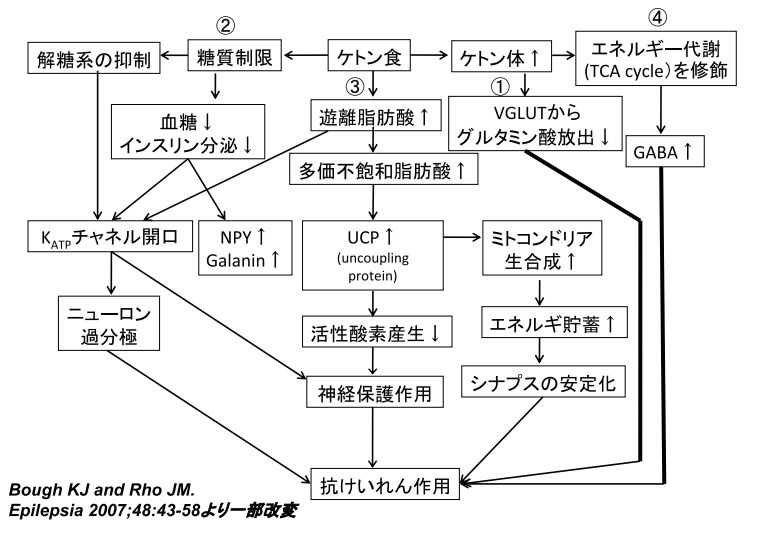 ②
④
解糖系の抑制
糖質制限
ケトン食
ケトン体↑
エネルギー代謝
(TCA cycle）を修飾
③
①
血糖↓
インスリン分泌↓
遊離脂肪酸↑
VGLUTから
グルタミン酸放出↓
GABA↑
多価不飽和脂肪酸↑
KATPチャネル開口
NPY↑
Galanin↑
UCP↑
(uncoupling
protein)
ミトコンドリア
生合成↑
ニューロン
過分極
活性酸素産生↓
エネルギ貯蓄↑
神経保護作用
シナプスの安定化
抗けいれん作用
Bough KJ and Rho JM.
Epilepsia 2007;48:43-58より一部改変